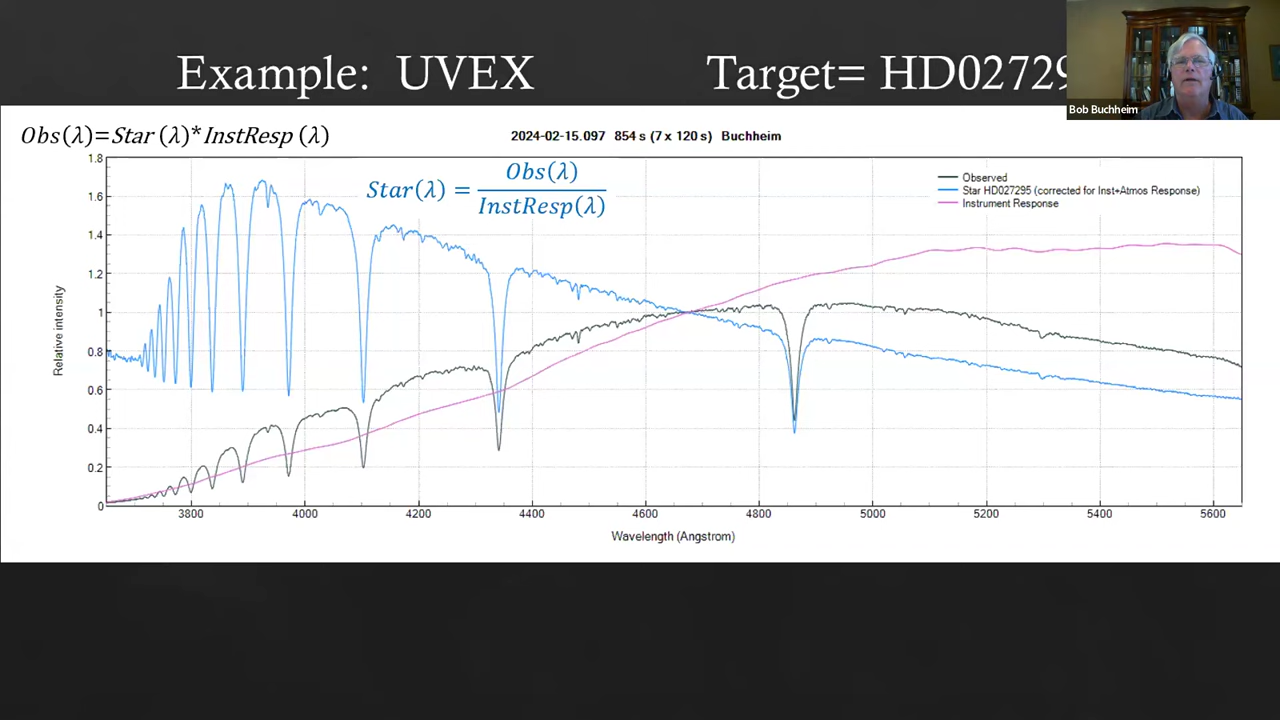 Example: UVEX
Target= HD02729
Bob Buchheim
Obs(λ)=Star (λ)* InstResp (λ)
2024-02-15.097 854 s (7 x 120 s) Buchheim
Star(λ) = Obs(λ) / InstResp(λ)
Observed
Star HD027295 (corrected for Inst+Atmos Response)
Instrument Response
Relative intensity
1.8
1.6
1.4
1.2
1
0.8
0.6
0.4
0.2
0
3800 4000 4200 4400 4600 4800 5000 5200 5400 5600
Wavelength (Angstrom)